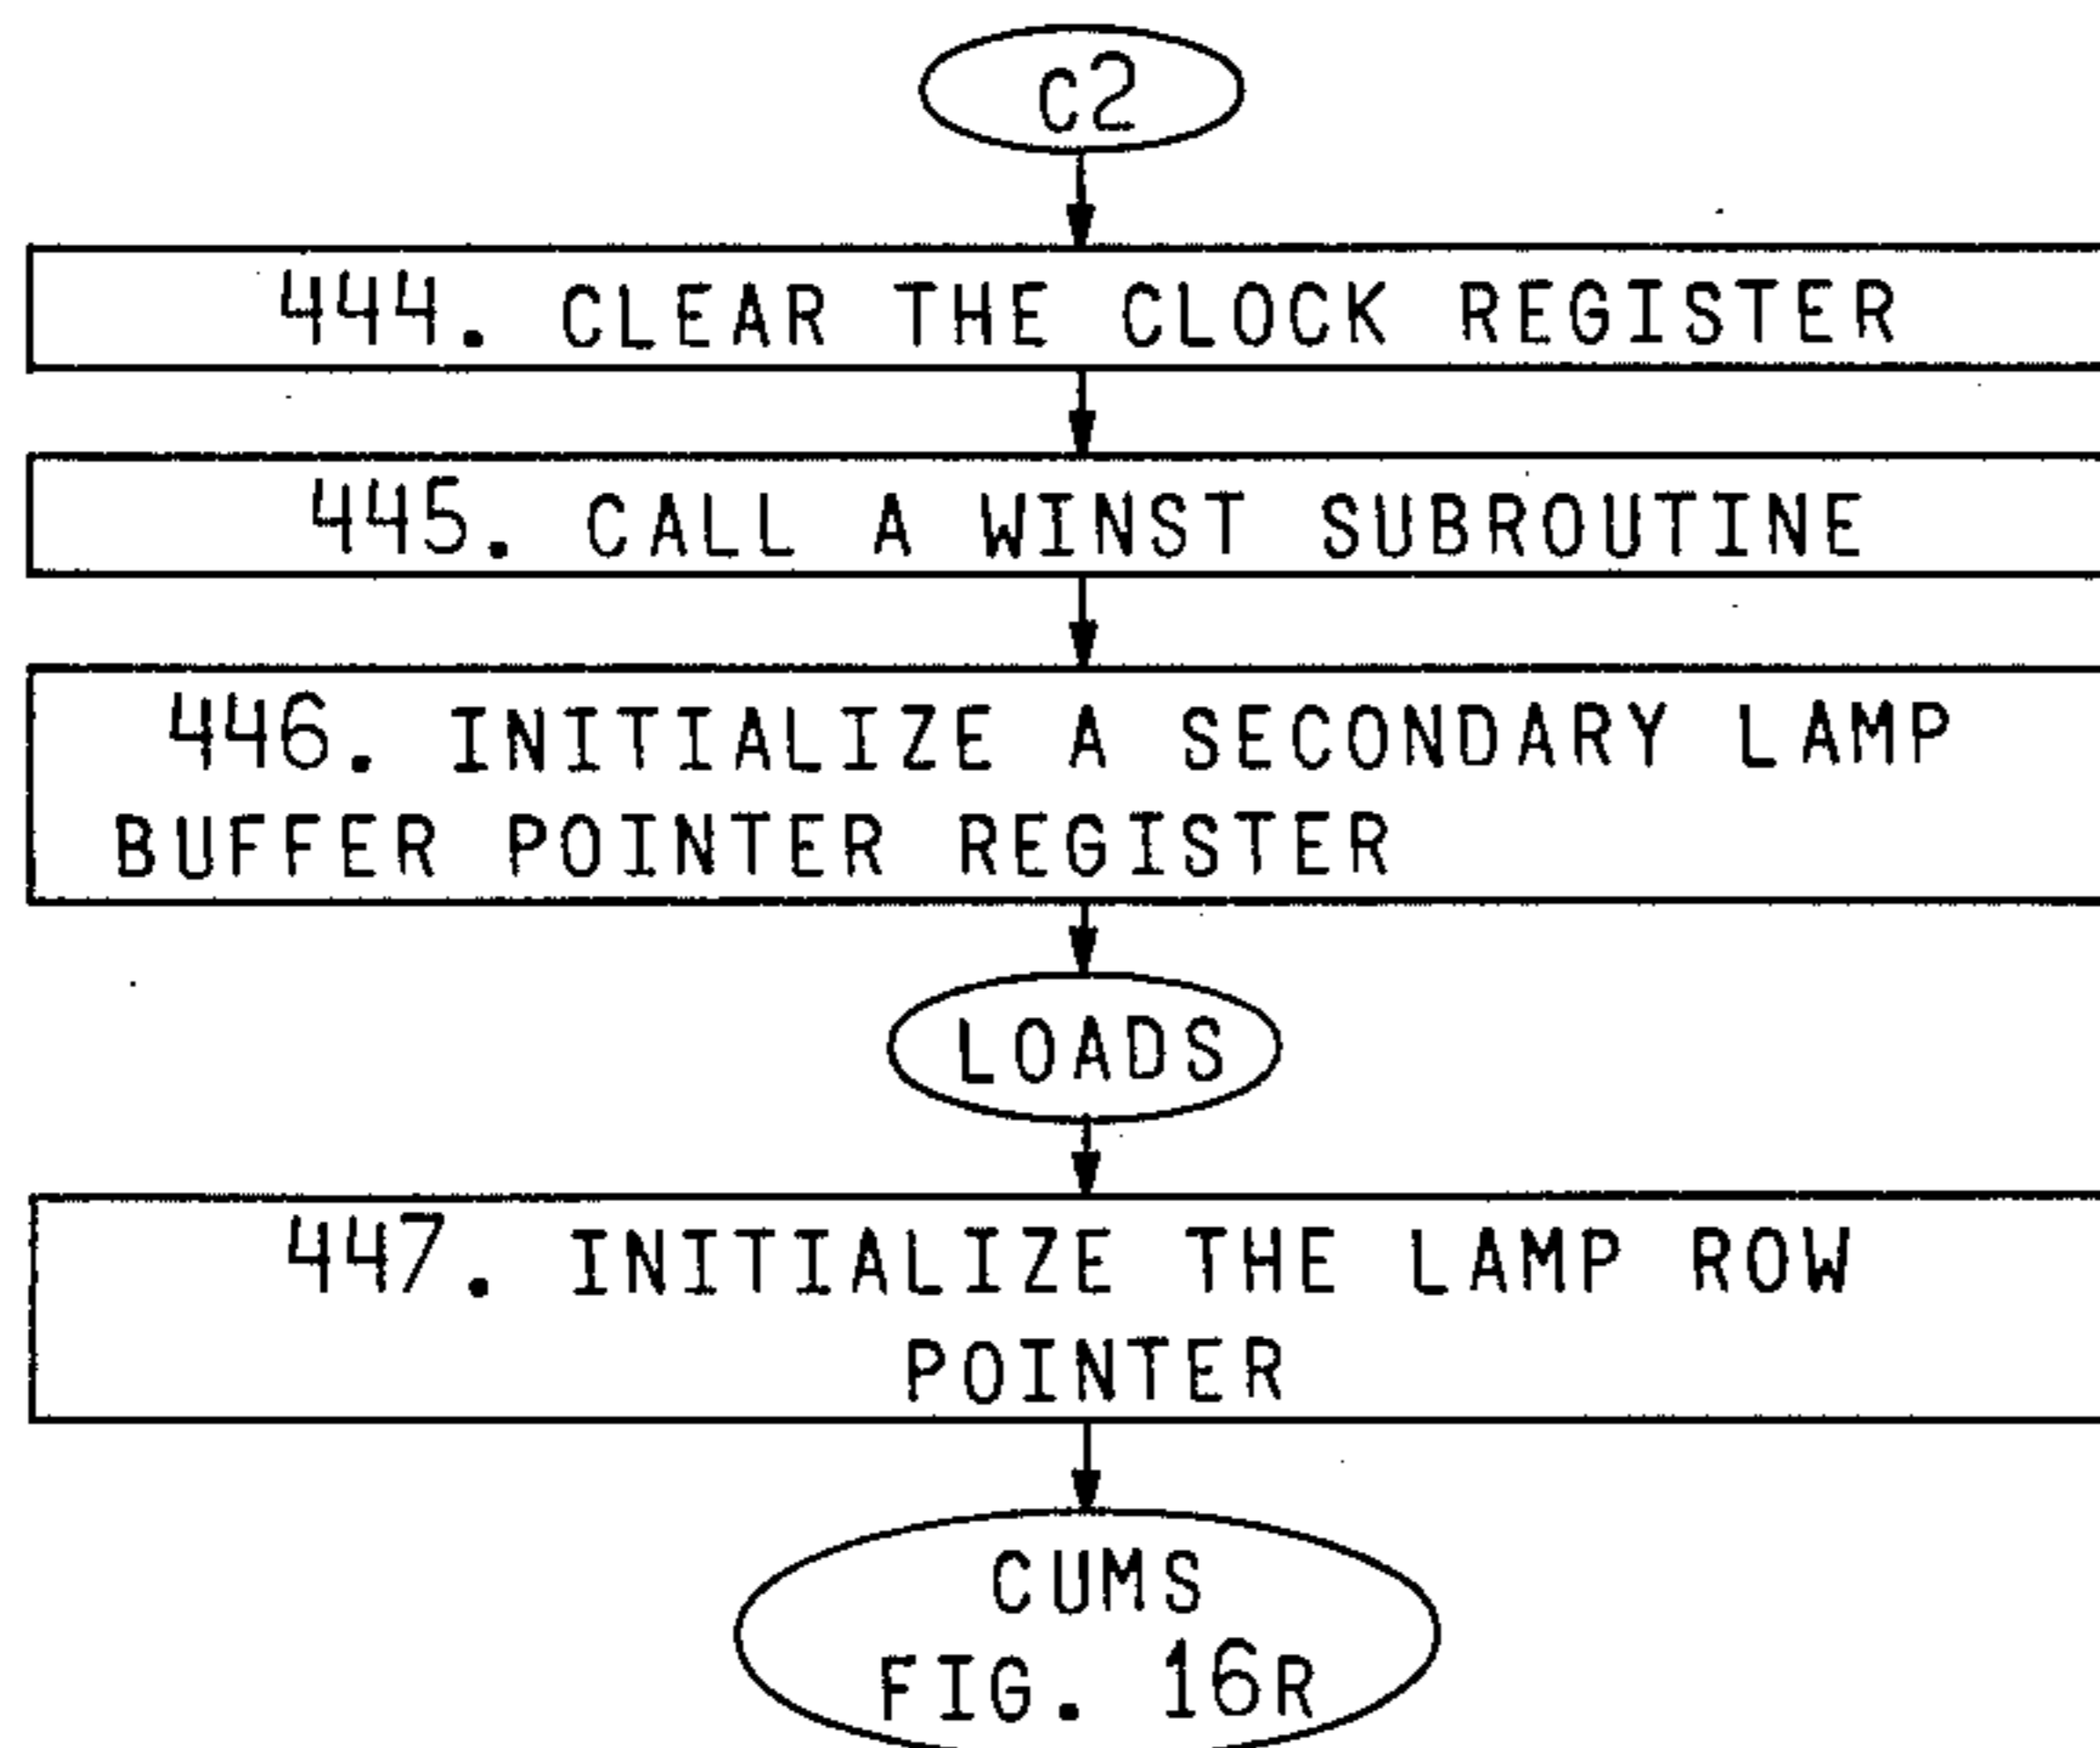 C2
444. CLEAR THE CLOCK REGISTER
445. CALL A WINST SUBROUTINE
446. INITIALIZE A SECONDARY LAMP
BUFFER POINTER REGISTER
LOADS
447. INITIALIZE THE LAMP ROW
POINTER
CUMS
FIG. 16R